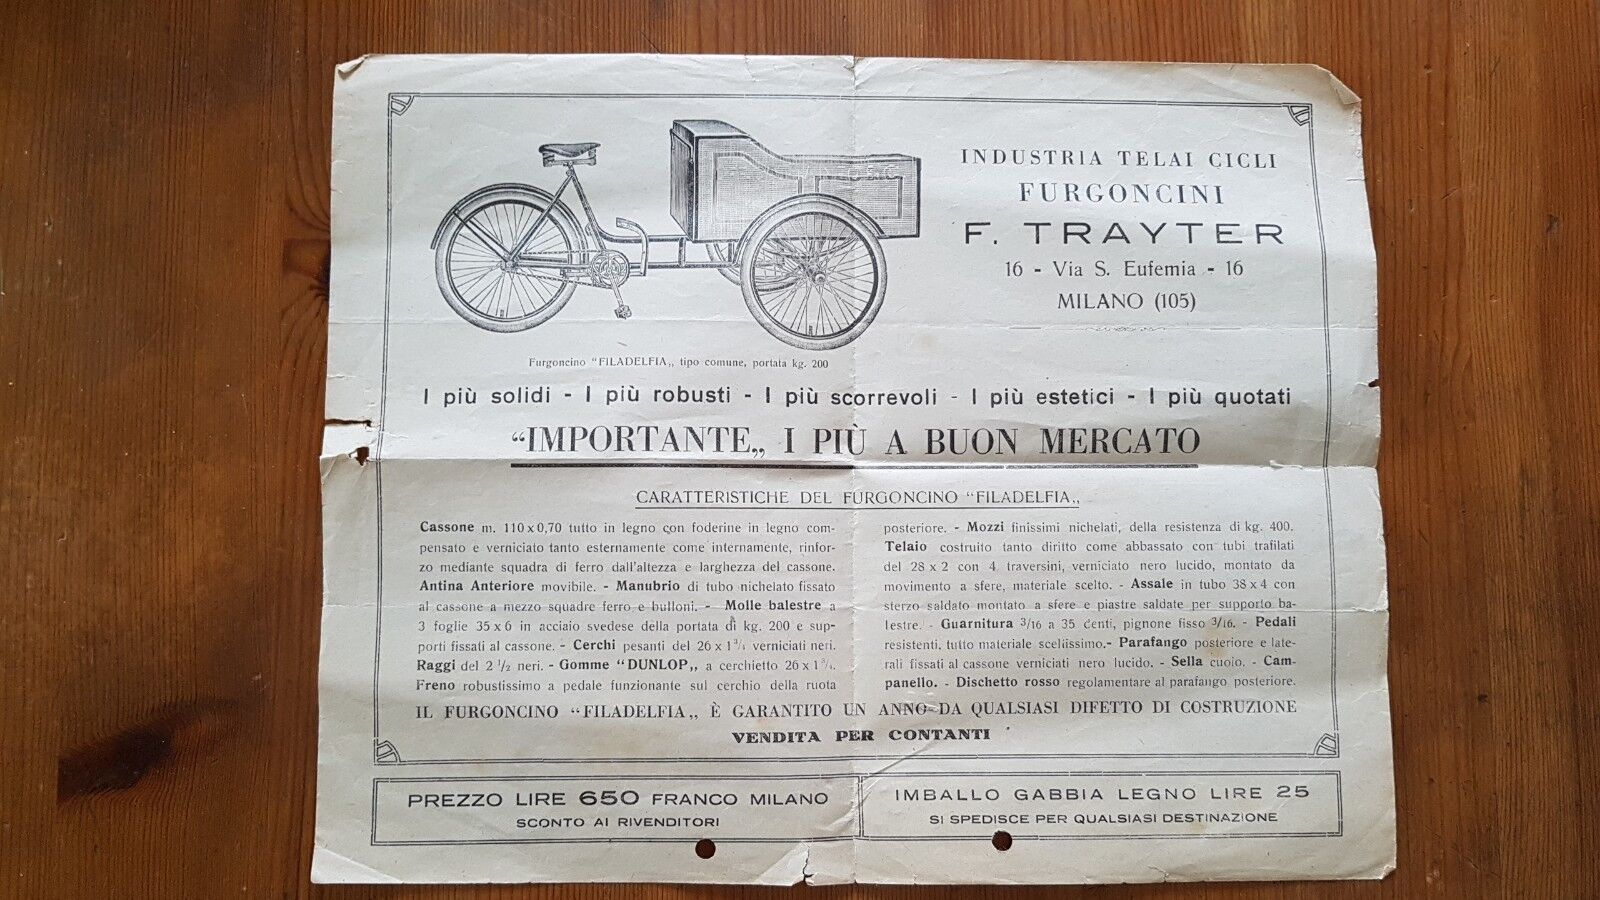 INDUSTRIA TELAI CICLI
FURGONCINI
F. TRAYTER
16 - Via S. Eufemia - 16
MILANO (105)
Furgoncino "FILADELFIA„ tipo comune, portata kg. 200
I più solidi - I più robusti - I più scorrevoli - I più estetici - I più quotati
"IMPORTANTE„ I PIÙ A BUON MERCATO
CARATTERISTICHE DEL FURGONCINO "FILADELFIA„
Cassone m. 110 x 0,70 tutto in legno con foderine in legno com-
pensato e verniciato tanto esternamente come internamente, rinfor-
zo mediante squadra di ferro dall'altezza e larghezza del cassone.
Antina Anteriore movibile. - Manubrio di tubo nichelato fissato
al cassone a mezzo squadre ferro e bulloni. - Molle balestre a
3 foglie 35 x 6 in acciaio svedese della portata di kg. 200 e sup-
porti fissati al cassone. - Cerchi pesanti del 26 x 1 3/4 verniciati neri.
Raggi del 2 1/2 neri. - Gomme "DUNLOP„ a cerchietto 26 x 1 3/4.
Freno robustissimo a pedale funzionante sul cerchio della ruota
posteriore. - Mozzi finissimi nichelati, della resistenza di kg. 400.
Telaio costruito tanto diritto come abbassato con tubi trafilati
del 28 x 2 con 4 traversini, verniciato nero lucido, montato da
movimento a sfere, materiale scelto. - Assale in tubo 38 x 4 con
sterzo saldato montato a sfere e piastre saldate per supporto ba-
lestre. - Guarnitura 3/16 a 35 denti, pignone fisso 3/16. - Pedali
resistenti, tutto materiale sceltissimo. - Parafango posteriore e late-
rali fissati al cassone verniciati nero lucido. - Sella cuoio. - Cam-
panello. - Dischetto rosso regolamentare al parafango posteriore.
IL FURGONCINO "FILADELFIA„ È GARANTITO UN ANNO DA QUALSIASI DIFETTO DI COSTRUZIONE
VENDITA PER CONTANTI
PREZZO LIRE 650 FRANCO MILANO
SCONTO AI RIVENDITORI
IMBALLO GABBIA LEGNO LIRE 25
SI SPEDISCE PER QUALSIASI DESTINAZIONE